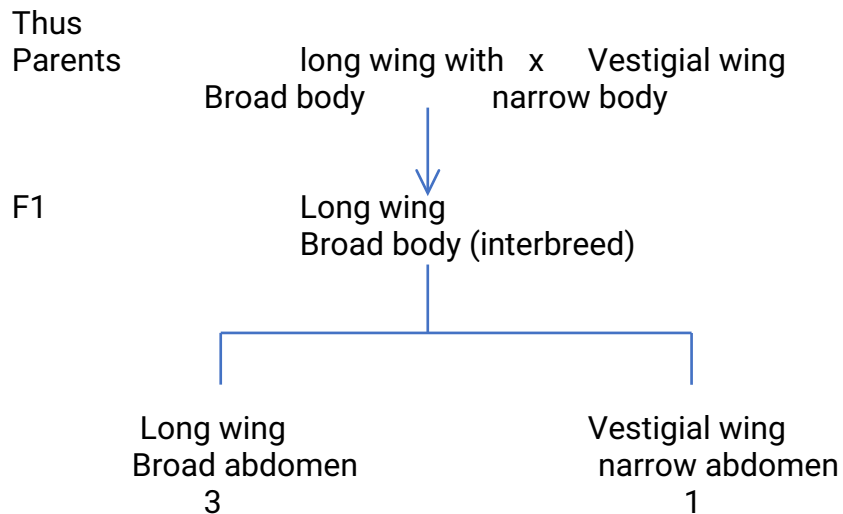 Thus
Parents long wing with x Vestigial wing
Broad body narrow body
F1 Long wing
Broad body (interbreed)
Long wing Vestigial wing
Broad abdomen narrow abdomen
3 1